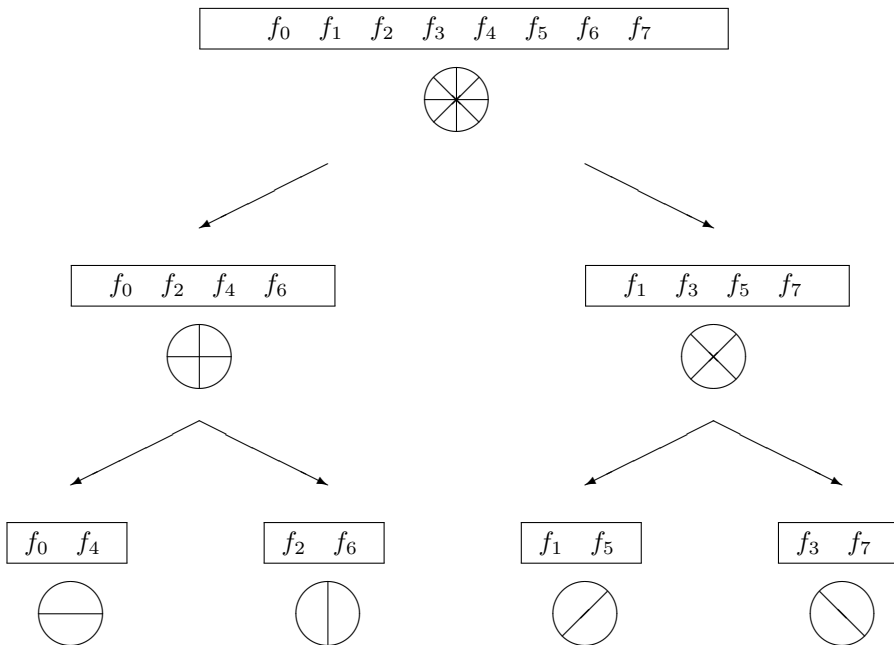 f₀ f₁ f₂ f₃ f₄ f₅ f₆ f₇
f₀ f₂ f₄ f₆
f₁ f₃ f₅ f₇
f₀ f₄
f₂ f₆
f₁ f₅
f₃ f₇